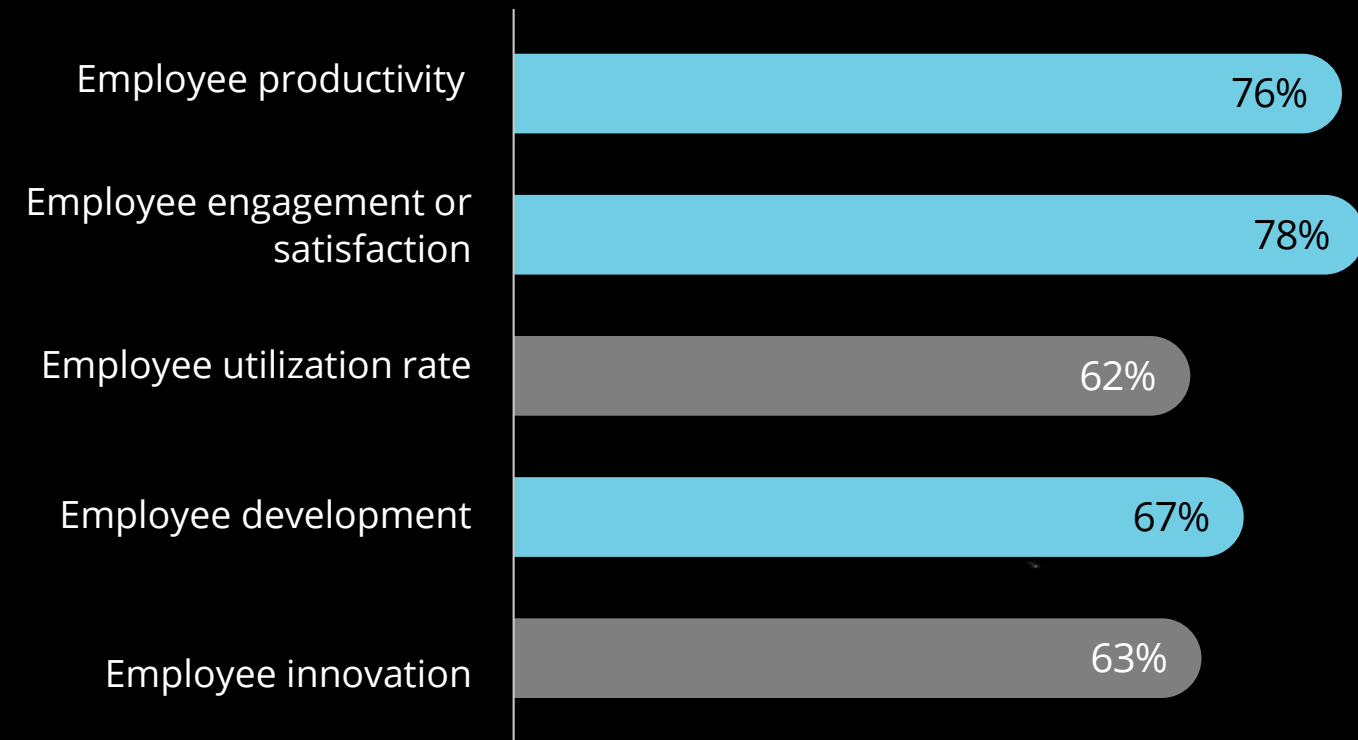 Employee productivity
76%
Employee engagement or
satisfaction
78%
Employee utilization rate
62%
Employee development
67%
Employee innovation
63%